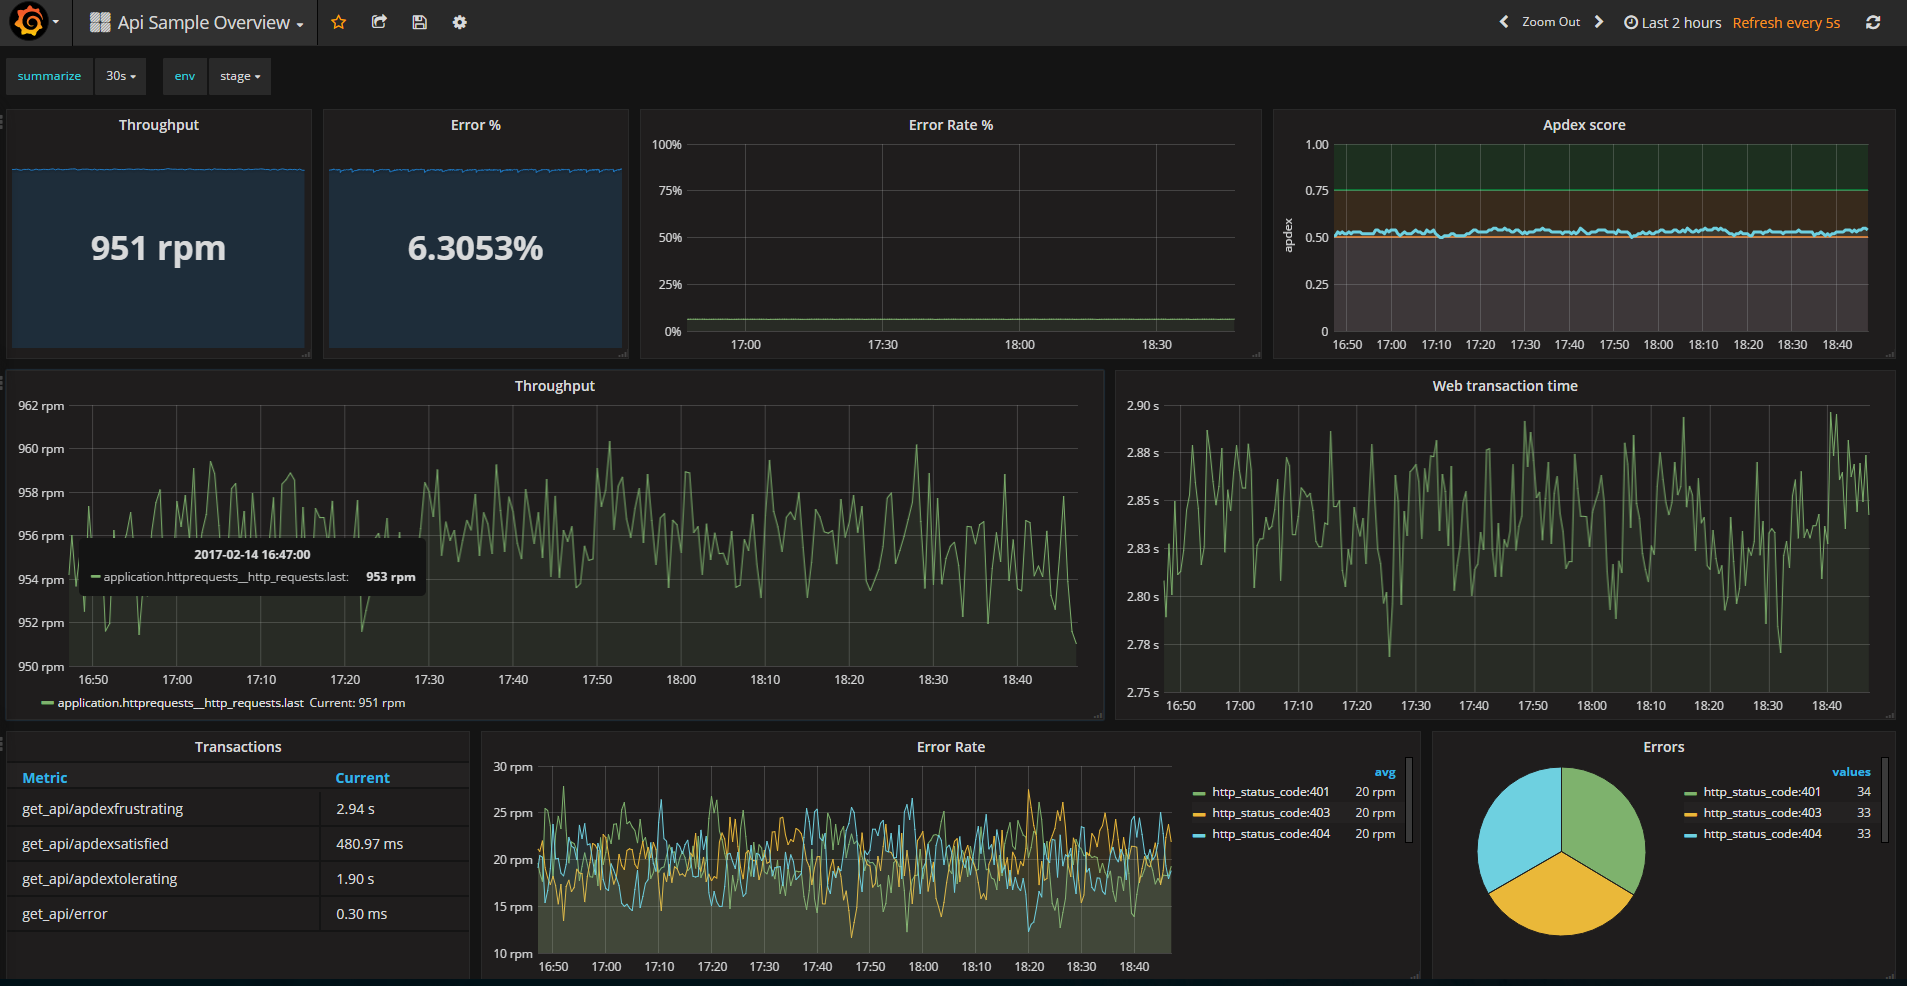 Api Sample Overview
Zoom Out
Last 2 hours
Refresh every 5s
summarize
30s
env
stage
Throughput
951 rpm
Error %
6.3053%
Error Rate %
100%
75%
50%
25%
0%
17:00 17:30 18:00 18:30
Apdex score
apdex
1.00
0.75
0.50
0.25
0
16:50 17:00 17:10 17:20 17:30 17:40 17:50 18:00 18:10 18:20 18:30 18:40
Throughput
962 rpm
960 rpm
958 rpm
956 rpm
954 rpm
952 rpm
950 rpm
2017-02-14 16:47:00
application.httprequests__http_requests.last: 953 rpm
16:50 17:00 17:10 17:20 17:30 17:40 17:50 18:00 18:10 18:20 18:30 18:40
application.httprequests__http_requests.last Current: 951 rpm
Web transaction time
2.90 s
2.88 s
2.85 s
2.83 s
2.80 s
2.78 s
2.75 s
16:50 17:00 17:10 17:20 17:30 17:40 17:50 18:00 18:10 18:20 18:30 18:40
Transactions
Metric Current
get_api/apdexfrustrating 2.94 s
get_api/apdexsatisfied 480.97 ms
get_api/apdextolerating 1.90 s
get_api/error 0.30 ms
Error Rate
30 rpm
25 rpm
20 rpm
15 rpm
10 rpm
16:50 17:00 17:10 17:20 17:30 17:40 17:50 18:00 18:10 18:20 18:30 18:40
avg
http_status_code:401 20 rpm
http_status_code:403 20 rpm
http_status_code:404 20 rpm
Errors
values
http_status_code:401 34
http_status_code:403 33
http_status_code:404 33